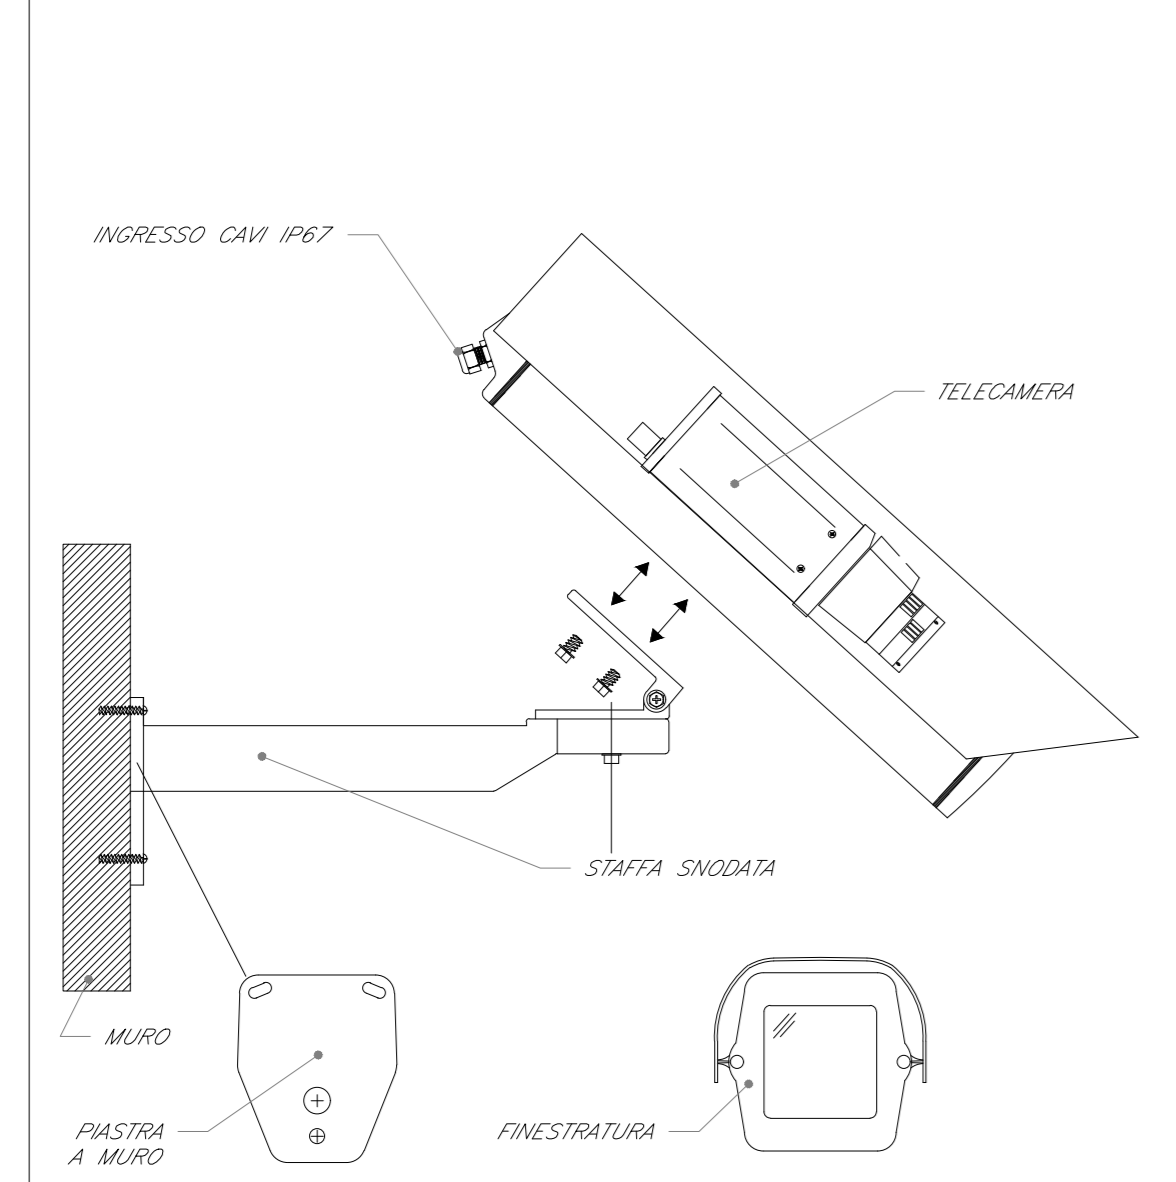 INGRESSO CAVI IP67
TELECAMERA
STAFFA SNODATA
MURO
PIASTRA
A MURO
FINESTRATURA